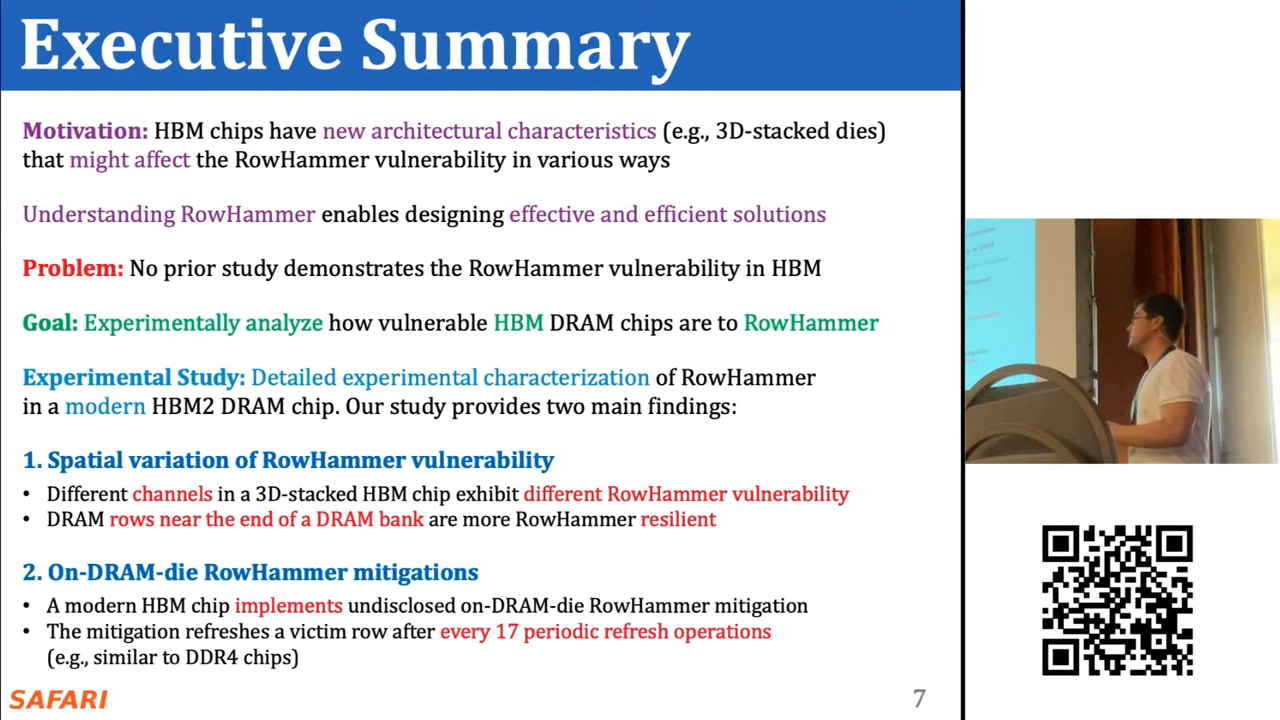 Executive Summary
Motivation: HBM chips have new architectural characteristics (e.g., 3D-stacked dies)
that might affect the RowHammer vulnerability in various ways
Understanding RowHammer enables designing effective and efficient solutions
Problem: No prior study demonstrates the RowHammer vulnerability in HBM
Goal: Experimentally analyze how vulnerable HBM DRAM chips are to RowHammer
Experimental Study: Detailed experimental characterization of RowHammer
in a modern HBM2 DRAM chip. Our study provides two main findings:
1. Spatial variation of RowHammer vulnerability
• Different channels in a 3D-stacked HBM chip exhibit different RowHammer vulnerability
• DRAM rows near the end of a DRAM bank are more RowHammer resilient
2. On-DRAM-die RowHammer mitigations
• A modern HBM chip implements undisclosed on-DRAM-die RowHammer mitigation
• The mitigation refreshes a victim row after every 17 periodic refresh operations
(e.g., similar to DDR4 chips)
SAFARI
7